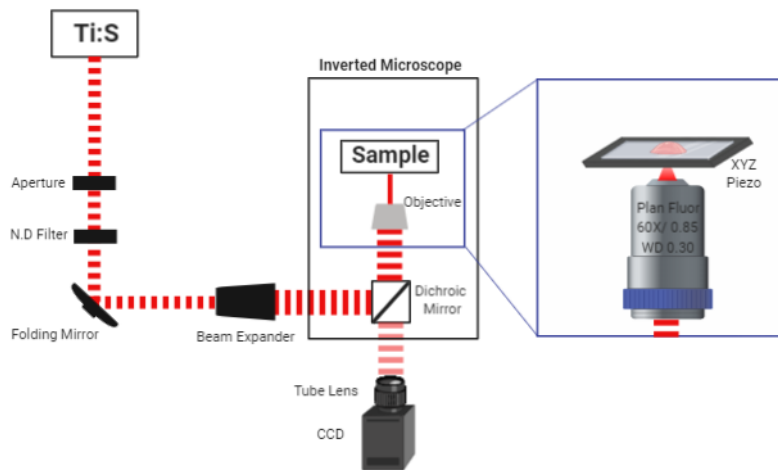 Ti:S
Inverted Microscope
Sample
Aperture
Objective
N.D Filter
Folding Mirror
Beam Expander
Dichroic
Mirror
Tube Lens
CCD
XYZ
Piezo
Plan Fluor
60X/ 0.85
WD 0.30